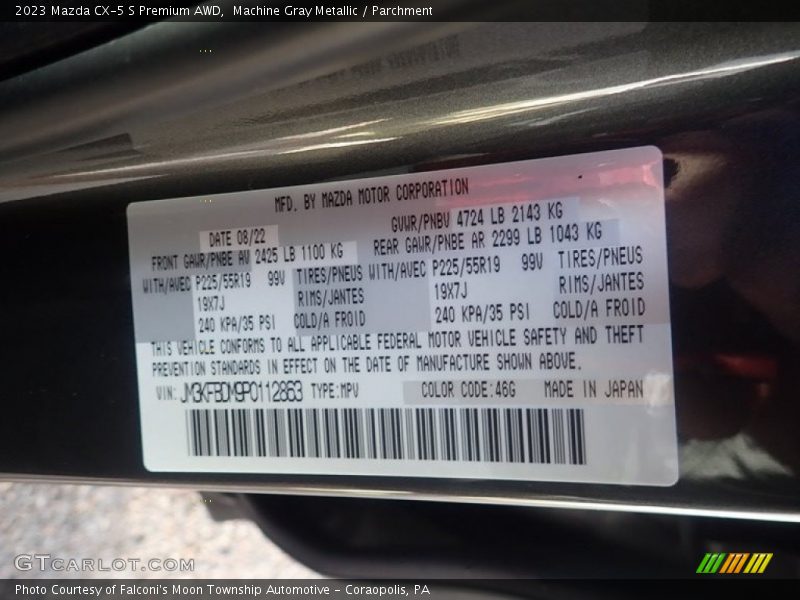 2023 Mazda CX-5 S Premium AWD,  Machine Gray Metallic / Parchment
MFD. BY MAZDA MOTOR CORPORATION
DATE 08/22
GVWR/PNBV 4724 LB 2143 KG
FRONT GAWR/PNBE AV 2425 LB 1100 KG
REAR GAWR/PNBE AR 2299 LB 1043 KG
WITH/AVEC P225/55R19 99V TIRES/PNEUS WITH/AVEC P225/55R19 99V TIRES/PNEUS
19X7J RIMS/JANTES 19X7J RIMS/JANTES
240 KPA/35 PSI COLD/A FROID 240 KPA/35 PSI COLD/A FROID
THIS VEHICLE CONFORMS TO ALL APPLICABLE FEDERAL MOTOR VEHICLE SAFETY AND THEFT
PREVENTION STANDARDS IN EFFECT ON THE DATE OF MANUFACTURE SHOWN ABOVE.
VIN: JM3KFBDM9P0112863 TYPE:MPV COLOR CODE:46G MADE IN JAPAN
GTCARLOT.COM
Photo Courtesy of Falconi's Moon Township Automotive - Coraopolis, PA